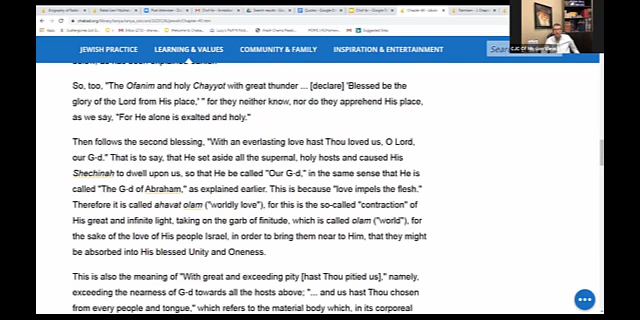 chabad.org/library/tanya/tanya_cdo/aid/
JEWISH PRACTICE LEARNING & VALUES COMMUNITY & FAMILY INSPIRATION & ENTERTAINMENT
So, too, "The Ofanim and holy Chayyot with great thunder ... [declare] 'Blessed be the
glory of the Lord from His place,' " for they neither know, nor do they apprehend His place,
as we say, "For He alone is exalted and holy."
Then follows the second blessing, "With an everlasting love hast Thou loved us, O Lord,
our G-d." That is to say, that He set aside all the supernal, holy hosts and caused His
Shechinah to dwell upon us, so that He be called "Our G-d," in the same sense that He is
called "The G-d of Abraham," as explained earlier. This is because "love impels the flesh."
Therefore it is called ahavat olam ("worldly love"), for this is the so-called "contraction" of
His great and infinite light, taking on the garb of finitude, which is called olam ("world"), for
the sake of the love of His people Israel, in order to bring them near to Him, that they might
be absorbed into His blessed Unity and Oneness.
This is also the meaning of "With great and exceeding pity [hast Thou pitied us]," namely,
exceeding the nearness of G-d towards all the hosts above; "... and us hast Thou chosen
from every people and tongue," which refers to the material body which, in its corporeal